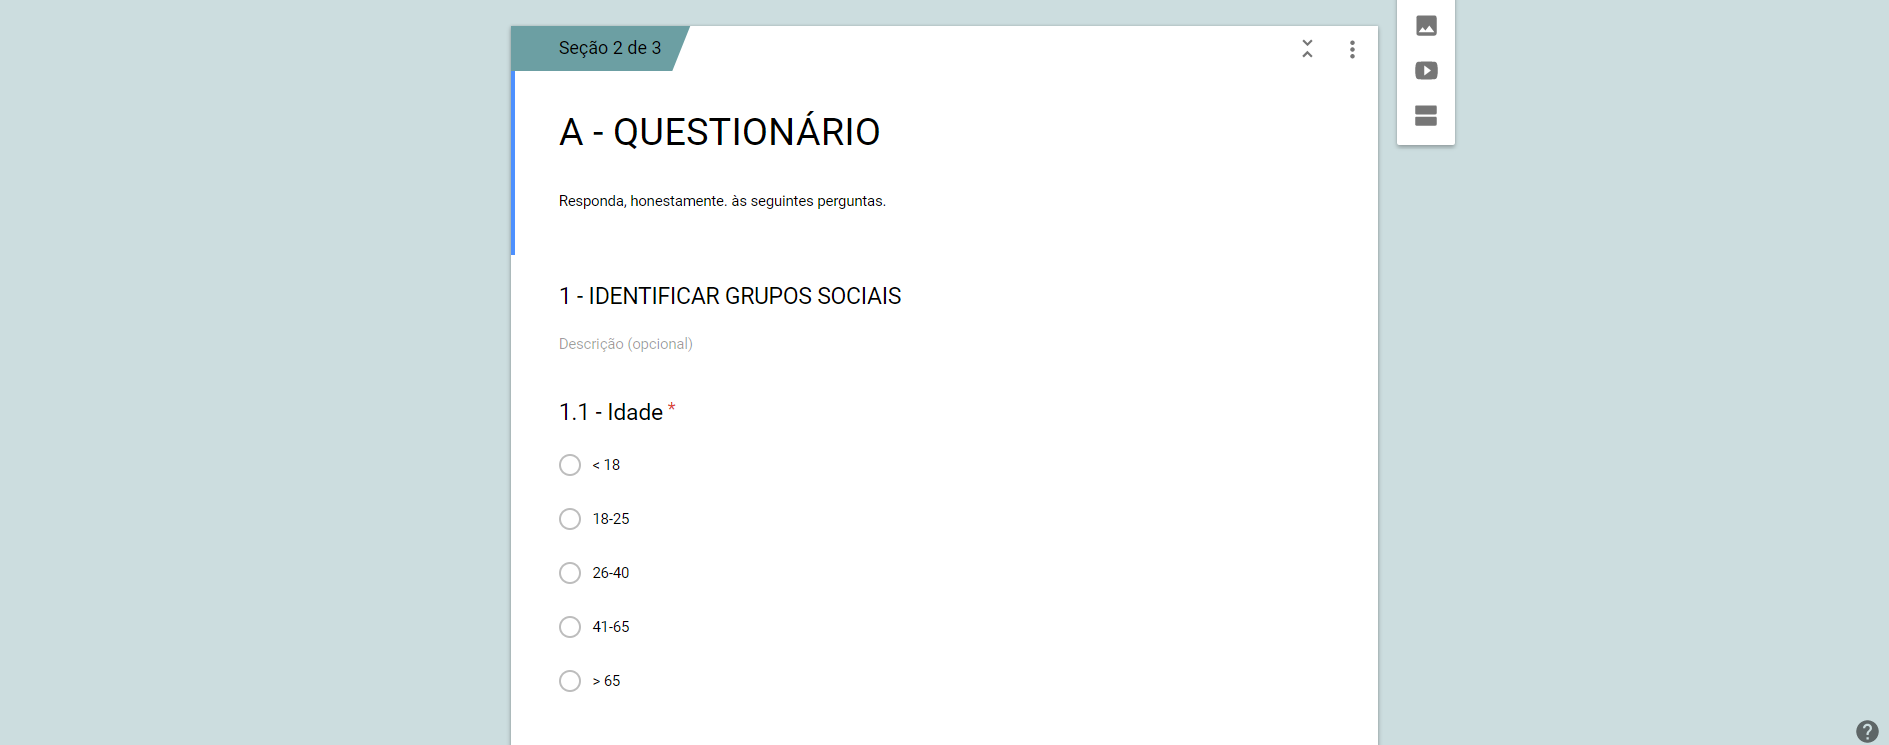 Seção 2 de 3
A - QUESTIONÁRIO
Responda, honestamente. às seguintes perguntas.
1 - IDENTIFICAR GRUPOS SOCIAIS
Descrição (opcional)
1.1 - Idade *
< 18
18-25
26-40
41-65
> 65